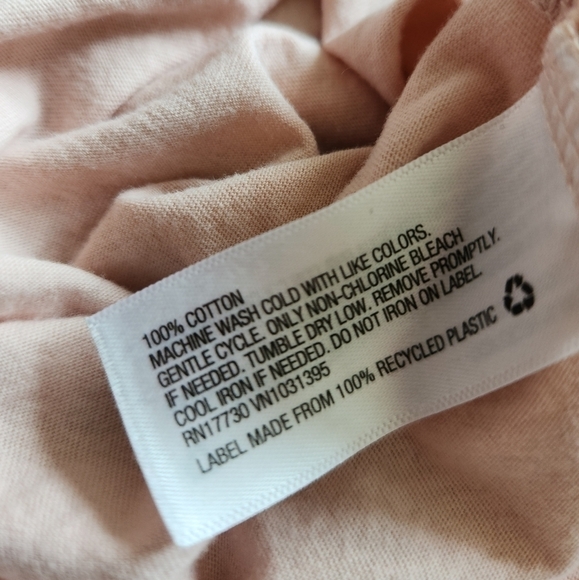 100% COTTON
MACHINE WASH COLD WITH LIKE COLORS.
GENTLE CYCLE. ONLY NON-CHLORINE BLEACH
IF NEEDED. TUMBLE DRY LOW. REMOVE PROMPTLY.
COOL IRON IF NEEDED. DO NOT IRON ON LABEL.
RN17730 VN1031395
LABEL MADE FROM 100% RECYCLED PLASTIC